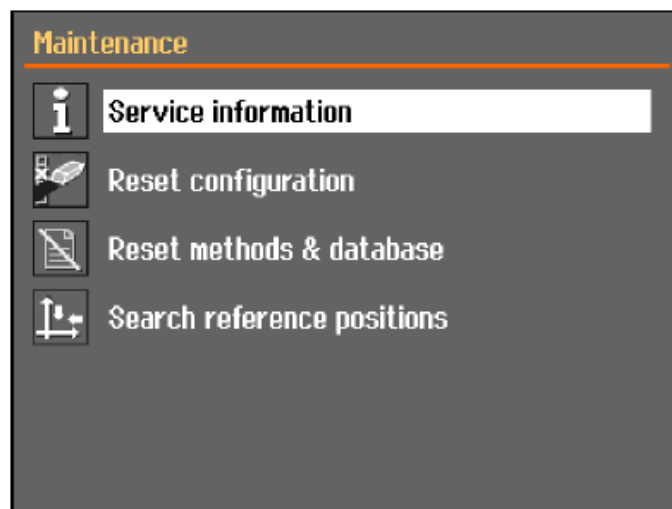 Maintenance
Service information
Reset configuration
Reset methods & database
Search reference positions